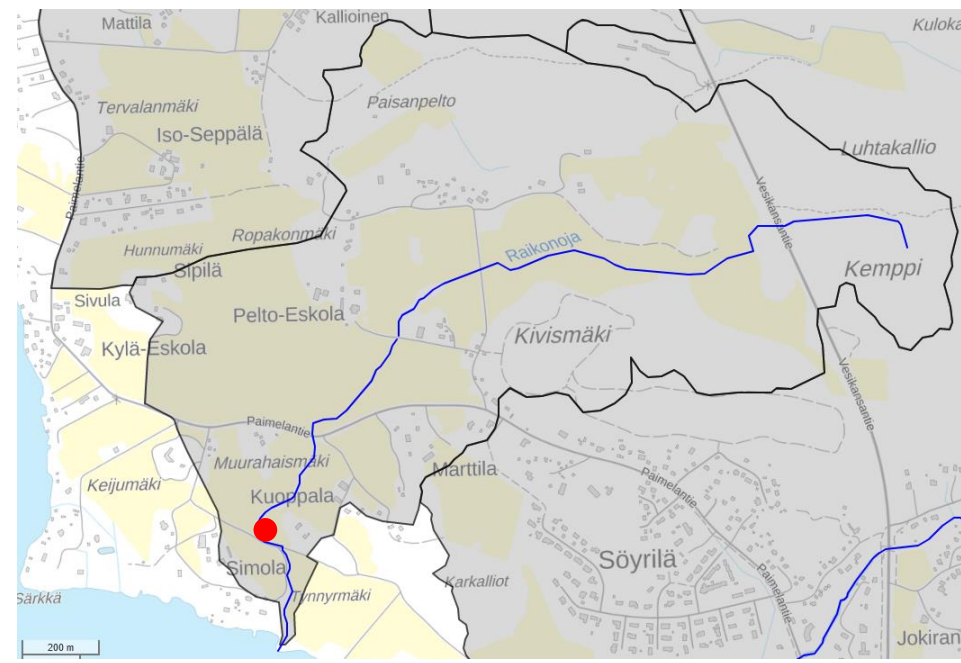 Mattila
Kallioinen
Kuloka
Tervalanmäki
Paisanpelto
Iso-Seppälä
Luhtakallio
Paimelantie
Vesikansantie
Ropakonmäki
Hunnumäki
Raikonoja
Sipilä
Kemppi
Sivula
Pelto-Eskola
Kivismäki
Kylä-Eskola
Vesikansantie
Paimelantie
Muurahaismäki
Marttila
Paimelantie
Keijumäki
Kuoppala
Söyrilä
Simola
Karkalliot
Paimelantie
Särkkä
Tynnyrmäki
Jokiran
200 m